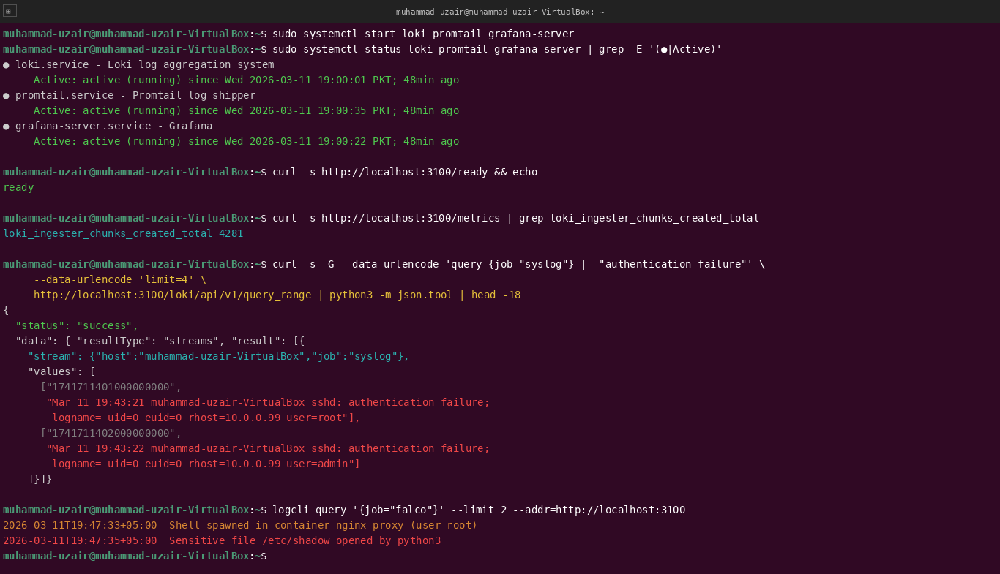 muhammad-uzair@muhammad-uzair-VirtualBox: ~
muhammad-uzair@muhammad-uzair-VirtualBox:~$ sudo systemctl start loki promtail grafana-server
muhammad-uzair@muhammad-uzair-VirtualBox:~$ sudo systemctl status loki promtail grafana-server | grep -E '(●|Active)'
● loki.service - Loki log aggregation system
     Active: active (running) since Wed 2026-03-11 19:00:01 PKT; 48min ago
● promtail.service - Promtail log shipper
     Active: active (running) since Wed 2026-03-11 19:00:35 PKT; 48min ago
● grafana-server.service - Grafana
     Active: active (running) since Wed 2026-03-11 19:00:22 PKT; 48min ago
muhammad-uzair@muhammad-uzair-VirtualBox:~$ curl -s http://localhost:3100/ready && echo
ready
muhammad-uzair@muhammad-uzair-VirtualBox:~$ curl -s http://localhost:3100/metrics | grep loki_ingester_chunks_created_total
loki_ingester_chunks_created_total 4281
muhammad-uzair@muhammad-uzair-VirtualBox:~$ curl -s -G --data-urlencode 'query={job="syslog"} |= "authentication failure"' \
     --data-urlencode 'limit=4' \
     http://localhost:3100/loki/api/v1/query_range | python3 -m json.tool | head -18
{
  "status": "success",
  "data": { "resultType": "streams", "result": [{
    "stream": {"host":"muhammad-uzair-VirtualBox","job":"syslog"},
    "values": [
      ["1741711401000000000",
       "Mar 11 19:43:21 muhammad-uzair-VirtualBox sshd: authentication failure;
        logname= uid=0 euid=0 rhost=10.0.0.99 user=root"],
      ["1741711402000000000",
       "Mar 11 19:43:22 muhammad-uzair-VirtualBox sshd: authentication failure;
        logname= uid=0 euid=0 rhost=10.0.0.99 user=admin"]
    ]}]}
muhammad-uzair@muhammad-uzair-VirtualBox:~$ logcli query '{job="falco"}' --limit 2 --addr=http://localhost:3100
2026-03-11T19:47:33+05:00  Shell spawned in container nginx-proxy (user=root)
2026-03-11T19:47:35+05:00  Sensitive file /etc/shadow opened by python3
muhammad-uzair@muhammad-uzair-VirtualBox:~$